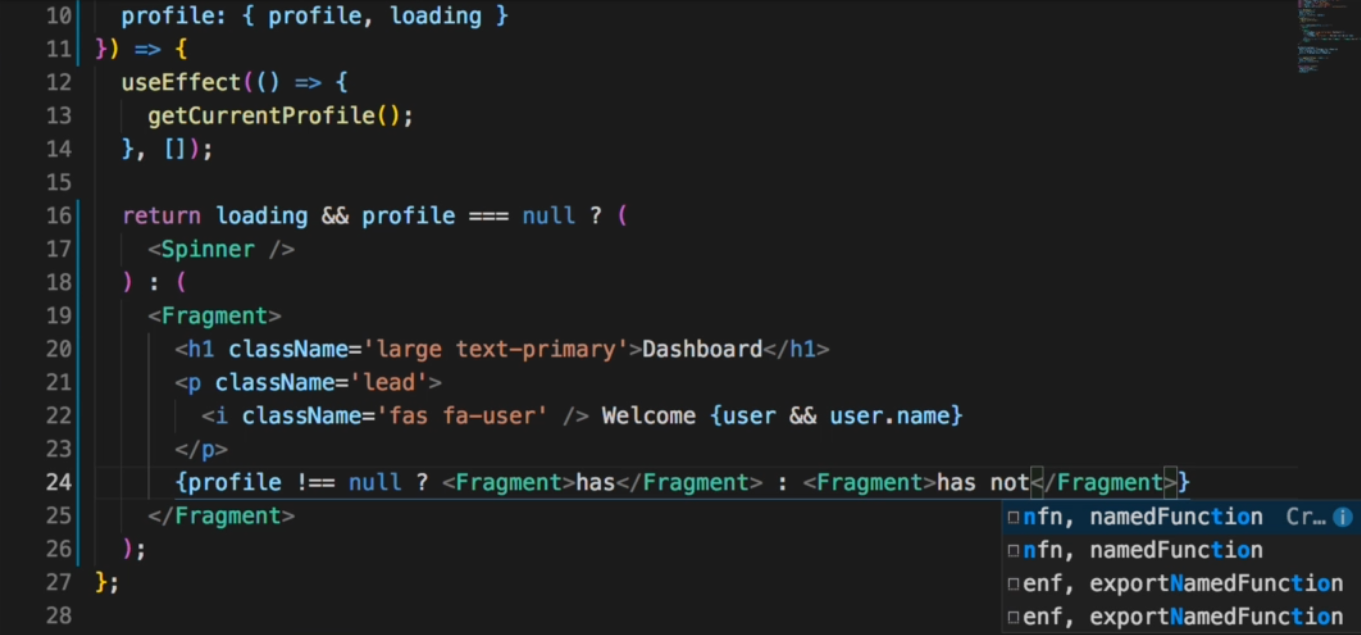 10 profile: { profile, loading }
11 }) => {
12 useEffect(() => {
13 getCurrentProfile();
14 }, []);
15
16 return loading && profile === null ? (
17 <Spinner />
18 ) : (
19 <Fragment>
20 <h1 className='large text-primary'>Dashboard</h1>
21 <p className='lead'>
22 <i className='fas fa-user' /> Welcome {user && user.name}
23 </p>
24 {profile !== null ? <Fragment>has</Fragment> : <Fragment>has not</Fragment>}
25 </Fragment>
nfn, namedFunction Cr…
26 );
nfn, namedFunction
27 };
enf, exportNamedFunction
28
enf, exportNamedFunction